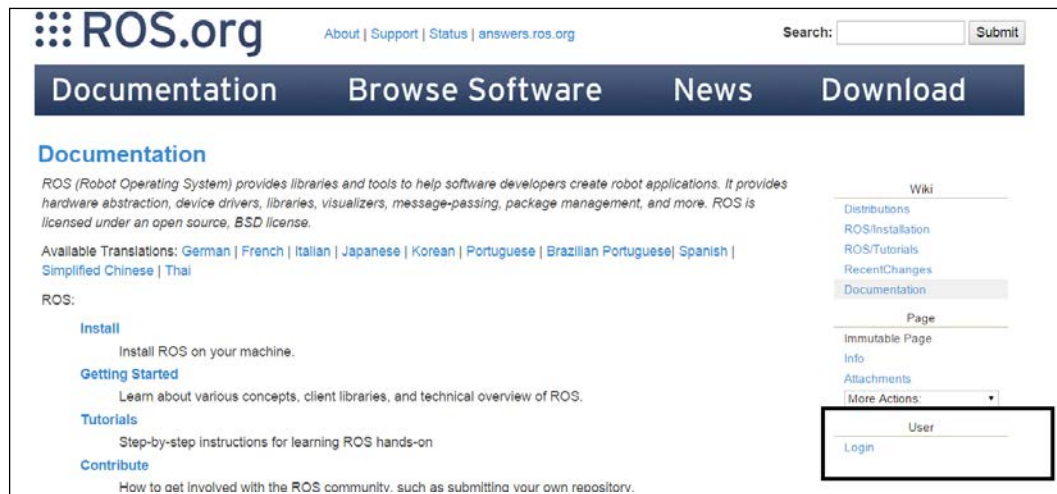 ROS.org
About | Support | Status | answers.ros.org
Search:
Submit
Documentation
Browse Software
News
Download
Documentation
ROS (Robot Operating System) provides libraries and tools to help software developers create robot applications. It provides
hardware abstraction, device drivers, libraries, visualizers, message-passing, package management, and more. ROS is
licensed under an open source, BSD license.
Available Translations: German | French | Italian | Japanese | Korean | Portuguese | Brazilian Portuguese| Spanish |
Simplified Chinese | Thai
ROS:
Install
Install ROS on your machine.
Getting Started
Learn about various concepts, client libraries, and technical overview of ROS.
Tutorials
Step-by-step instructions for learning ROS hands-on
Contribute
How to get involved with the ROS community, such as submitting your own repository.
Wiki
Distributions
ROS/Installation
ROS/Tutorials
RecentChanges
Documentation
Page
Immutable Page
Info
Attachments
More Actions:
User
Login